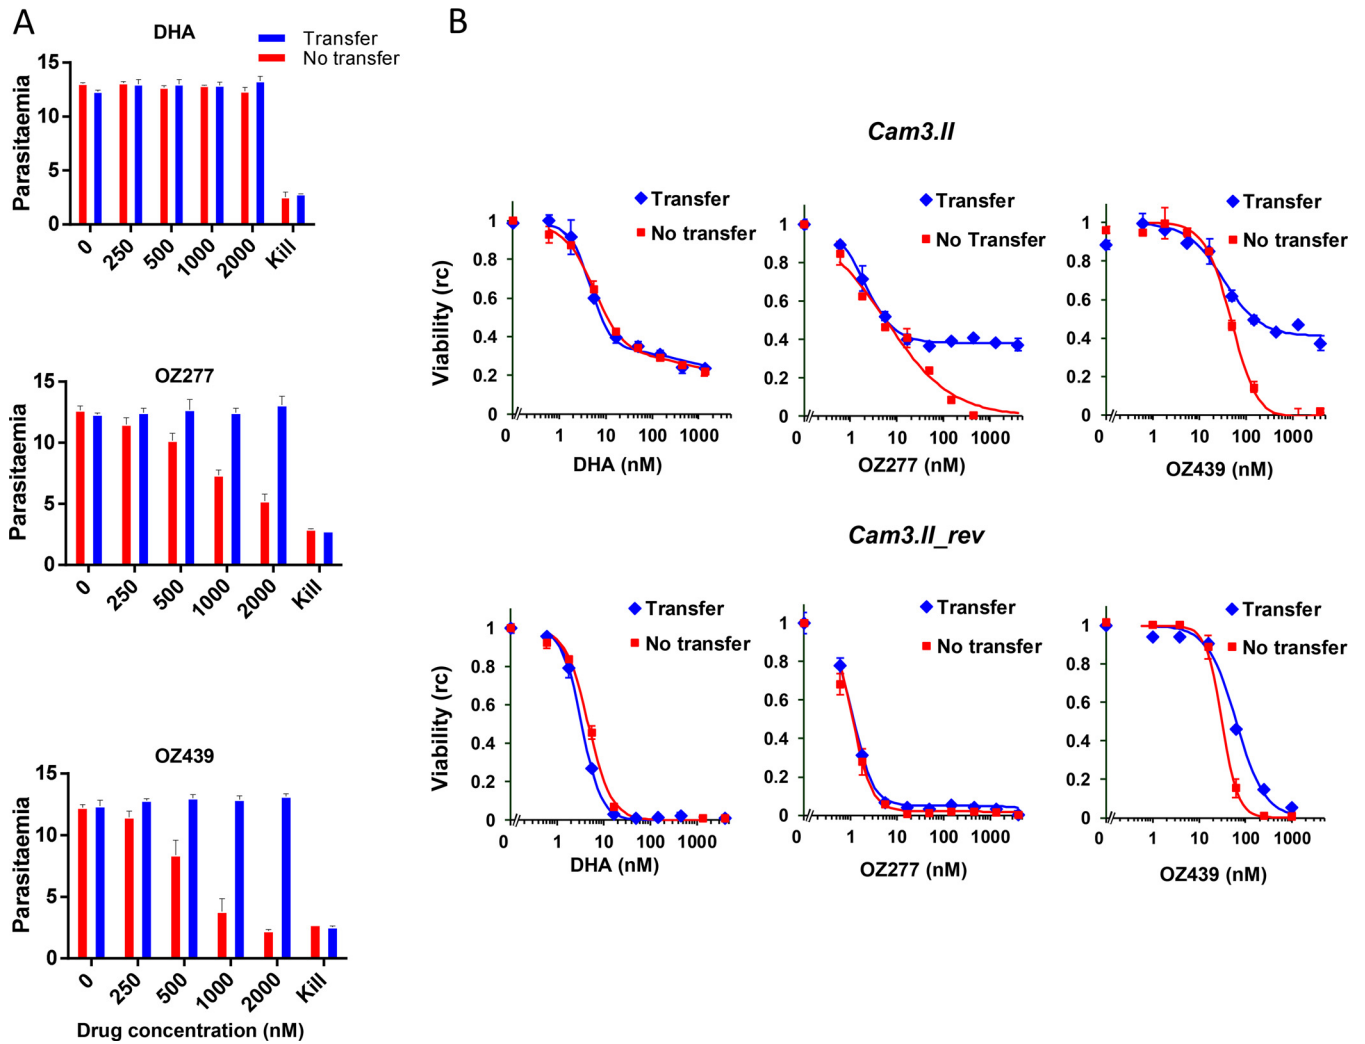 A
DHA
Transfer
No transfer
Parasitaemia
15
10
5
0
0
250
500
1000
2000
Kill
OZ277
Parasitaemia
15
10
5
0
0
250
500
1000
2000
Kill
OZ439
Parasitaemia
15
10
5
0
0
250
500
1000
2000
Kill
Drug concentration (nM)
B
Cam3.II
Transfer
No transfer
Viability (rc)
1
0.8
0.6
0.4
0.2
0
0 1 10 100 1000
DHA (nM)
Transfer
No Transfer
1
0.8
0.6
0.4
0.2
0
0 1 10 100 1000
OZ277 (nM)
Transfer
No transfer
1
0.8
0.6
0.4
0.2
0
0 1 10 100 1000
OZ439 (nM)
Cam3.II_rev
Transfer
No transfer
Viability (rc)
1
0.8
0.6
0.4
0.2
0
0 1 10 100 1000
DHA (nM)
Transfer
No transfer
1
0.8
0.6
0.4
0.2
0
0 1 10 100 1000
OZ277 (nM)
Transfer
No transfer
1
0.8
0.6
0.4
0.2
0
0 1 10 100 1000
OZ439 (nM)